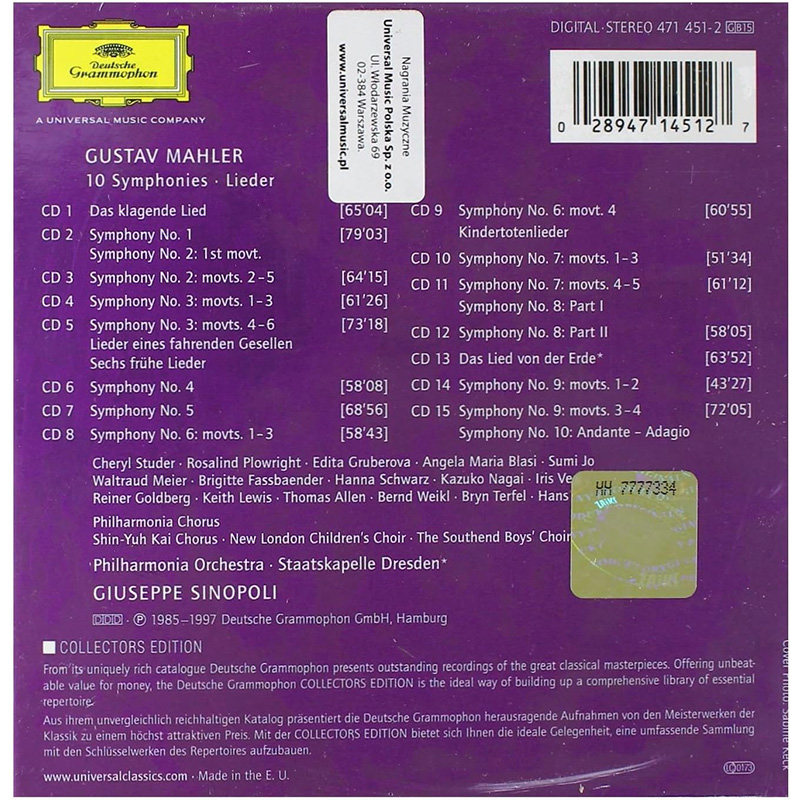 Deutsche
Grammophon
A UNIVERSAL MUSIC COMPANY
Nagrania Muzyczne
Universal Music Polska Sp. z o.o.
Ul. Włodarzewska 69
02-384 Warszawa.
www.universalmusic.pl
DIGITAL·STEREO 471 451-2 GB15
0 28947 14512 7
GUSTAV MAHLER
10 Symphonies · Lieder
CD 1 Das klagende Lied [65'04]
CD 2 Symphony No. 1 [79'03]
Symphony No. 2: 1st movt.
CD 3 Symphony No. 2: movts. 2–5 [64'15]
CD 4 Symphony No. 3: movts. 1–3 [61'26]
CD 5 Symphony No. 3: movts. 4–6 [73'18]
Lieder eines fahrenden Gesellen
Sechs frühe Lieder
CD 6 Symphony No. 4 [58'08]
CD 7 Symphony No. 5 [68'56]
CD 8 Symphony No. 6: movts. 1–3 [58'43]
CD 9 Symphony No. 6: movt. 4 [60'55]
Kindertotenlieder
CD 10 Symphony No. 7: movts. 1–3 [51'34]
CD 11 Symphony No. 7: movts. 4–5 [61'12]
Symphony No. 8: Part I
CD 12 Symphony No. 8: Part II [58'05]
CD 13 Das Lied von der Erde* [63'52]
CD 14 Symphony No. 9: movts. 1–2 [43'27]
CD 15 Symphony No. 9: movts. 3–4 [72'05]
Symphony No. 10: Andante – Adagio
Cheryl Studer · Rosalind Plowright · Edita Gruberova · Angela Maria Blasi · Sumi Jo
Waltraud Meier · Brigitte Fassbaender · Hanna Schwarz · Kazuko Nagai · Iris Ve
Reiner Goldberg · Keith Lewis · Thomas Allen · Bernd Weikl · Bryn Terfel · Hans
Philharmonia Chorus
Shin-Yuh Kai Chorus · New London Children's Choir · The Southend Boys' Choir
Philharmonia Orchestra · Staatskapelle Dresden*
GIUSEPPE SINOPOLI
HH 7777334
ZAIKS
DDD · ℗ 1985–1997 Deutsche Grammophon GmbH, Hamburg
COLLECTORS EDITION
From its uniquely rich catalogue Deutsche Grammophon presents outstanding recordings of the great classical masterpieces. Offering unbeat-
able value for money, the Deutsche Grammophon COLLECTORS EDITION is the ideal way of building up a comprehensive library of essential
repertoire.
Aus ihrem unvergleichlich reichhaltigen Katalog präsentiert die Deutsche Grammophon herausragende Aufnahmen von den Meisterwerken der
Klassik zu einem höchst attraktiven Preis. Mit der COLLECTORS EDITION bietet sich Ihnen die ideale Gelegenheit, eine umfassende Sammlung
mit den Schlüsselwerken des Repertoires aufzubauen.
www.universalclassics.com · Made in the E. U.
LC 0173
Cover Photo: Sabine